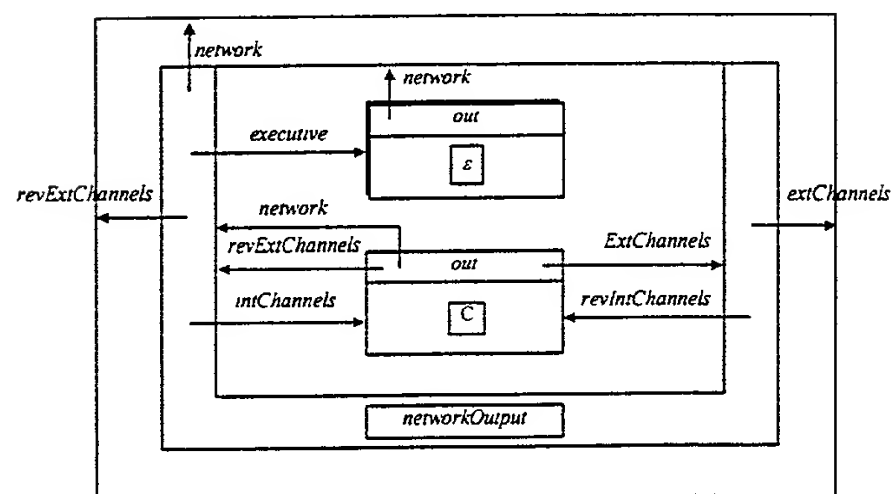 network
network
out
executive
ε
revExtChannels
extChannels
network
revExtChannels
ExtChannels
out
intChannels
revIntChannels
C
networkOutput